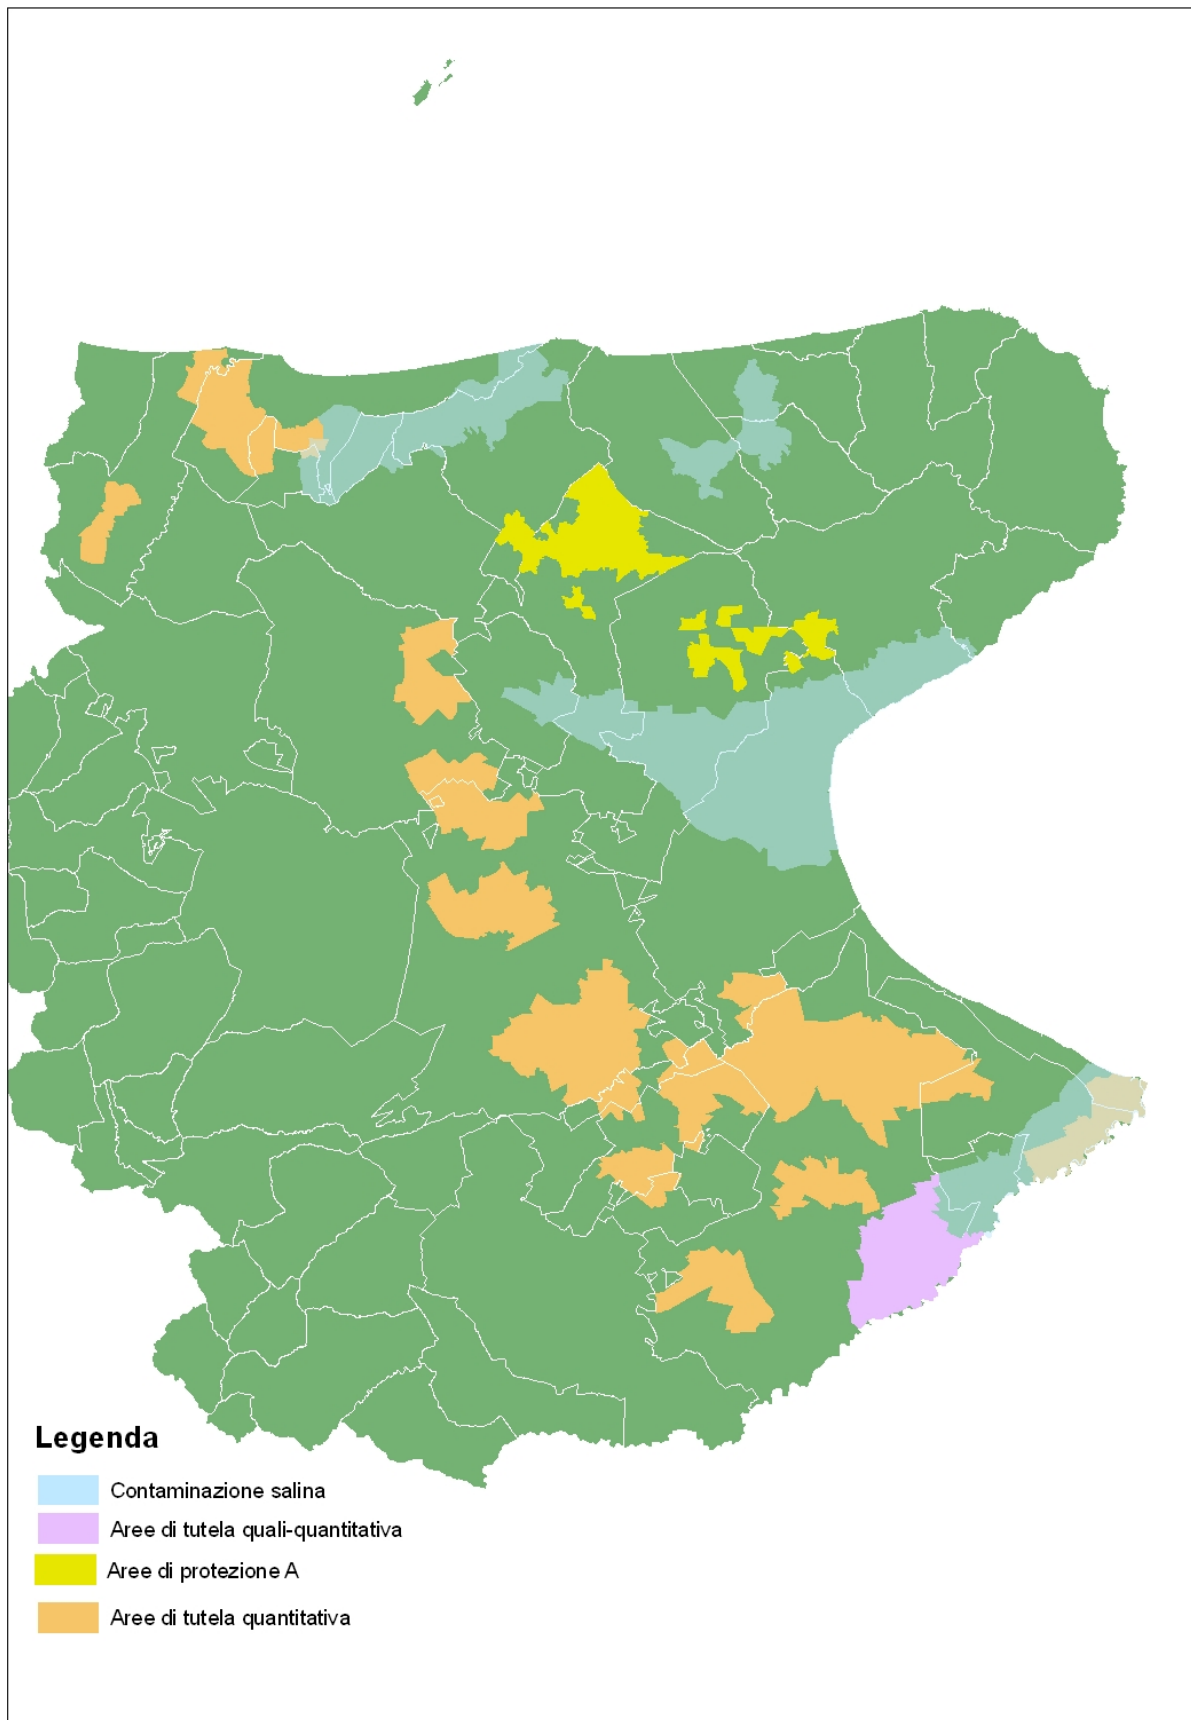 Legenda
Contaminazione salina
Aree di tutela quali-quantitativa
Aree di protezione A
Aree di tutela quantitativa